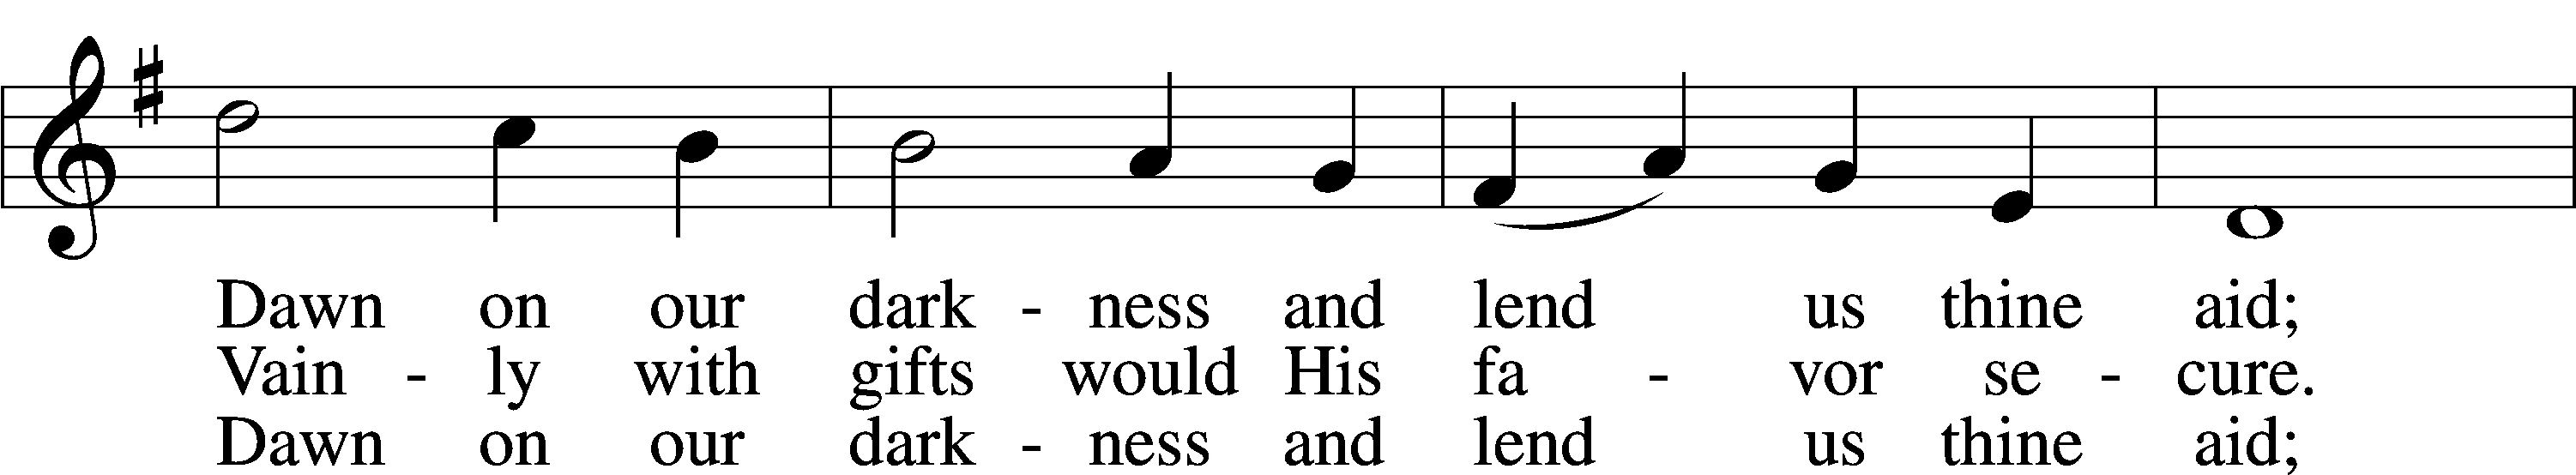 Dawn on our dark - ness and lend us thine aid;
Vain - ly with gifts would His fa - vor se - cure.
Dawn on our dark - ness and lend us thine aid;